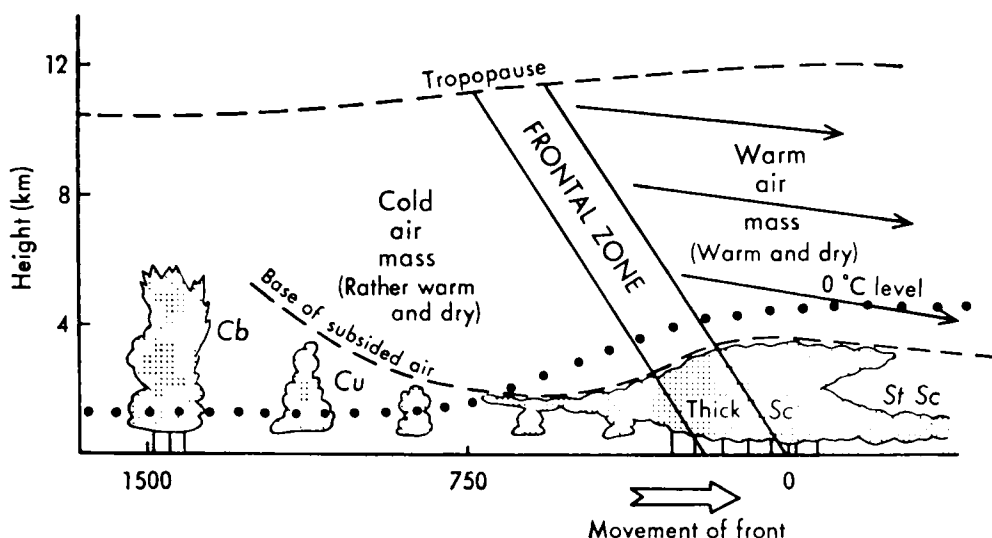 12
Tropopause
FRONTAL ZONE
Warm
air
mass
(Warm and dry)
0 °C level
Height (km)
8
Cold
air
mass
(Rather warm
and dry)
Base of subsided air
4
Cb
Cu
Thick Sc
St Sc
1500
750
0
Movement of front